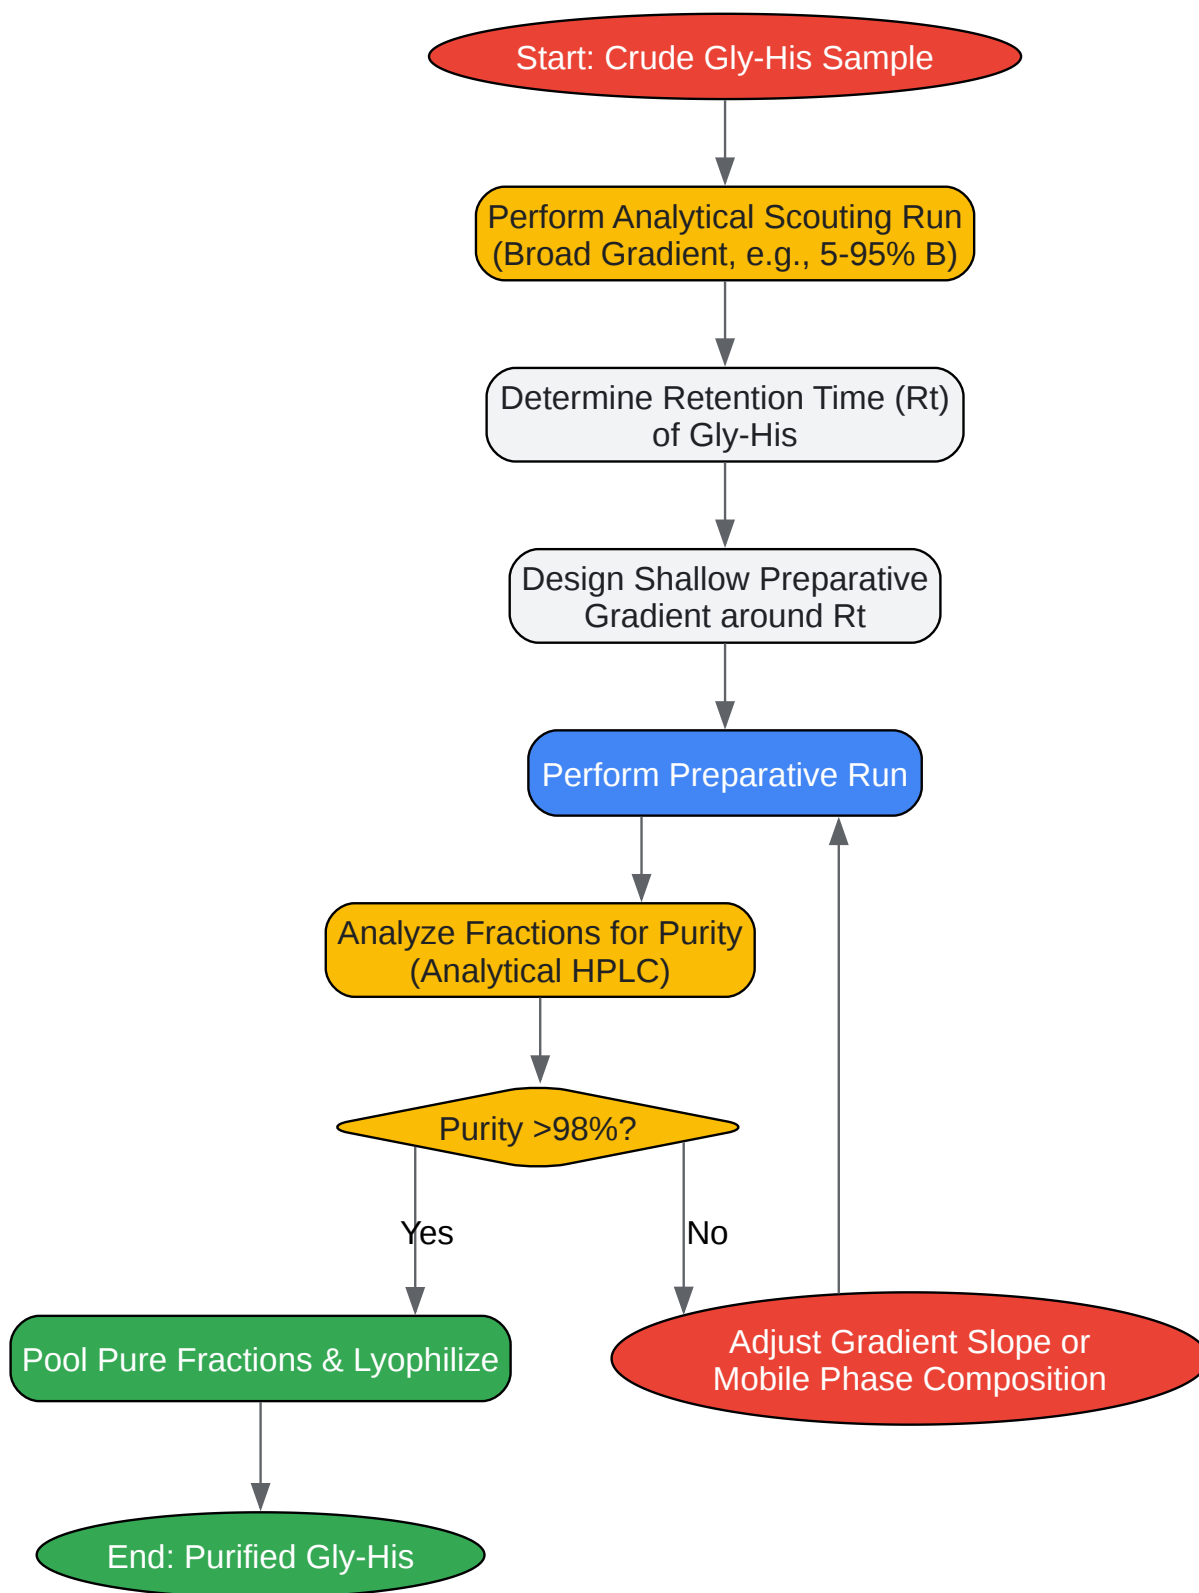 Start: Crude Gly-His Sample
Perform Analytical Scouting Run
(Broad Gradient, e.g., 5-95% B)
Determine Retention Time (Rt)
of Gly-His
Design Shallow Preparative
Gradient around Rt
Perform Preparative Run
Analyze Fractions for Purity
(Analytical HPLC)
Purity >98%?
Yes
No
Pool Pure Fractions & Lyophilize
Adjust Gradient Slope or
Mobile Phase Composition
End: Purified Gly-His